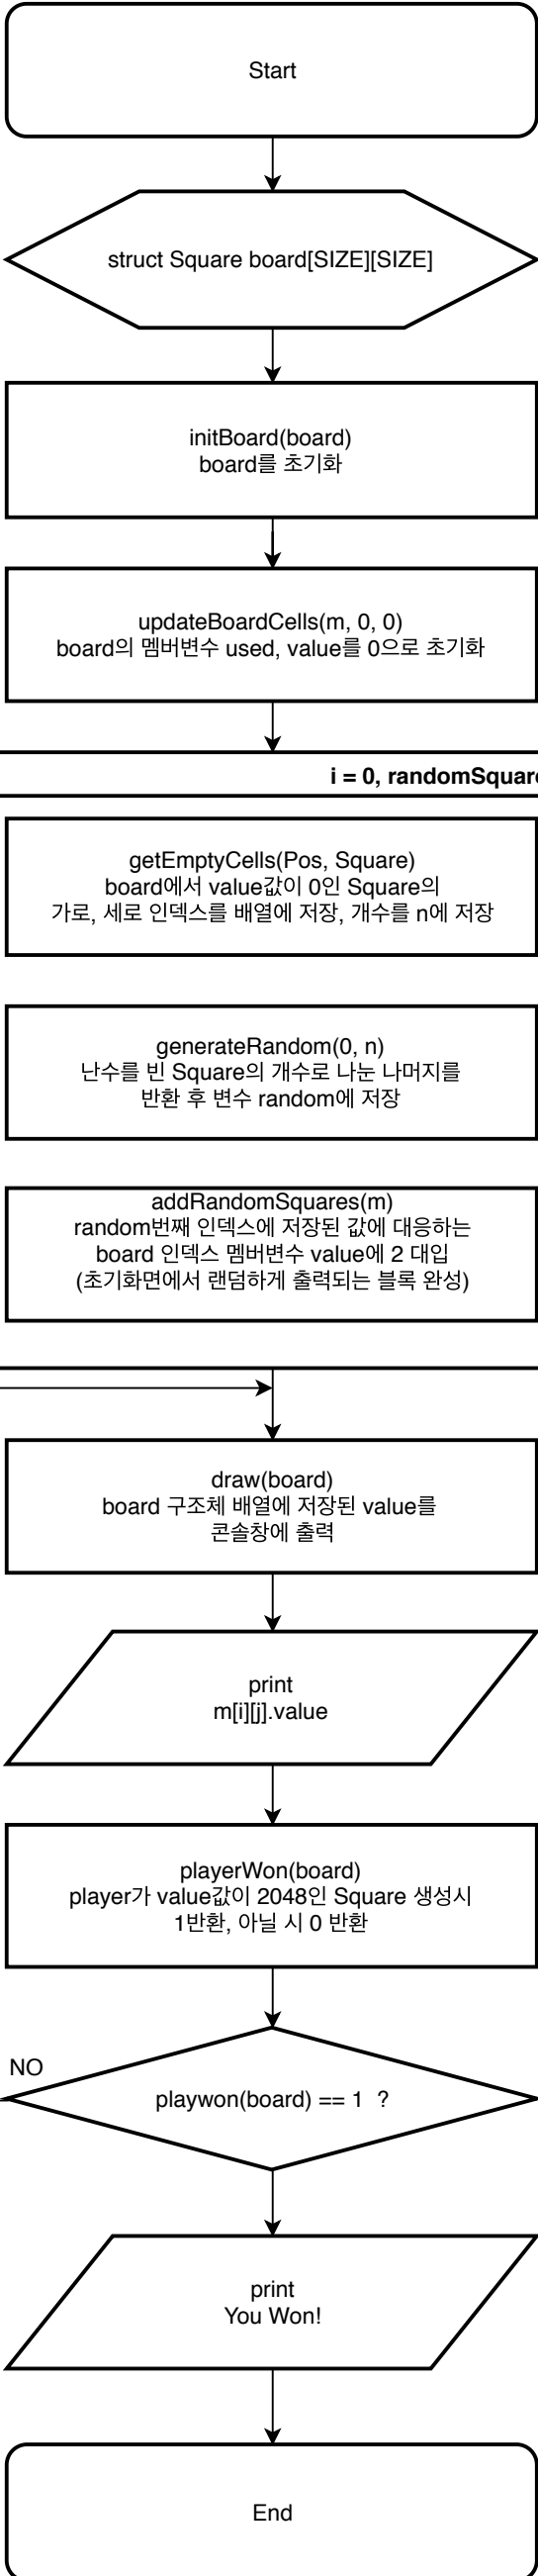 Start
struct Square board[SIZE][SIZE]
initBoard(board)
board를 초기화
updateBoardCells(m, 0, 0)
board의 멤버변수 used, value를 0으로 초기화
i = 0, randomSquare
getEmptyCells(Pos, Square)
board에서 value값이 0인 Square의
가로, 세로 인덱스를 배열에 저장, 개수를 n에 저장
generateRandom(0, n)
난수를 빈 Square의 개수로 나눈 나머지를
반환 후 변수 random에 저장
addRandomSquares(m)
random번째 인덱스에 저장된 값에 대응하는
board 인덱스 멤버변수 value에 2 대입
(초기화면에서 랜덤하게 출력되는 블록 완성)
draw(board)
board 구조체 배열에 저장된 value를
콘솔창에 출력
print
m[i][j].value
playerWon(board)
player가 value값이 2048인 Square 생성시
1반환, 아닐 시 0 반환
NO
playwon(board) == 1 ?
print
You Won!
End